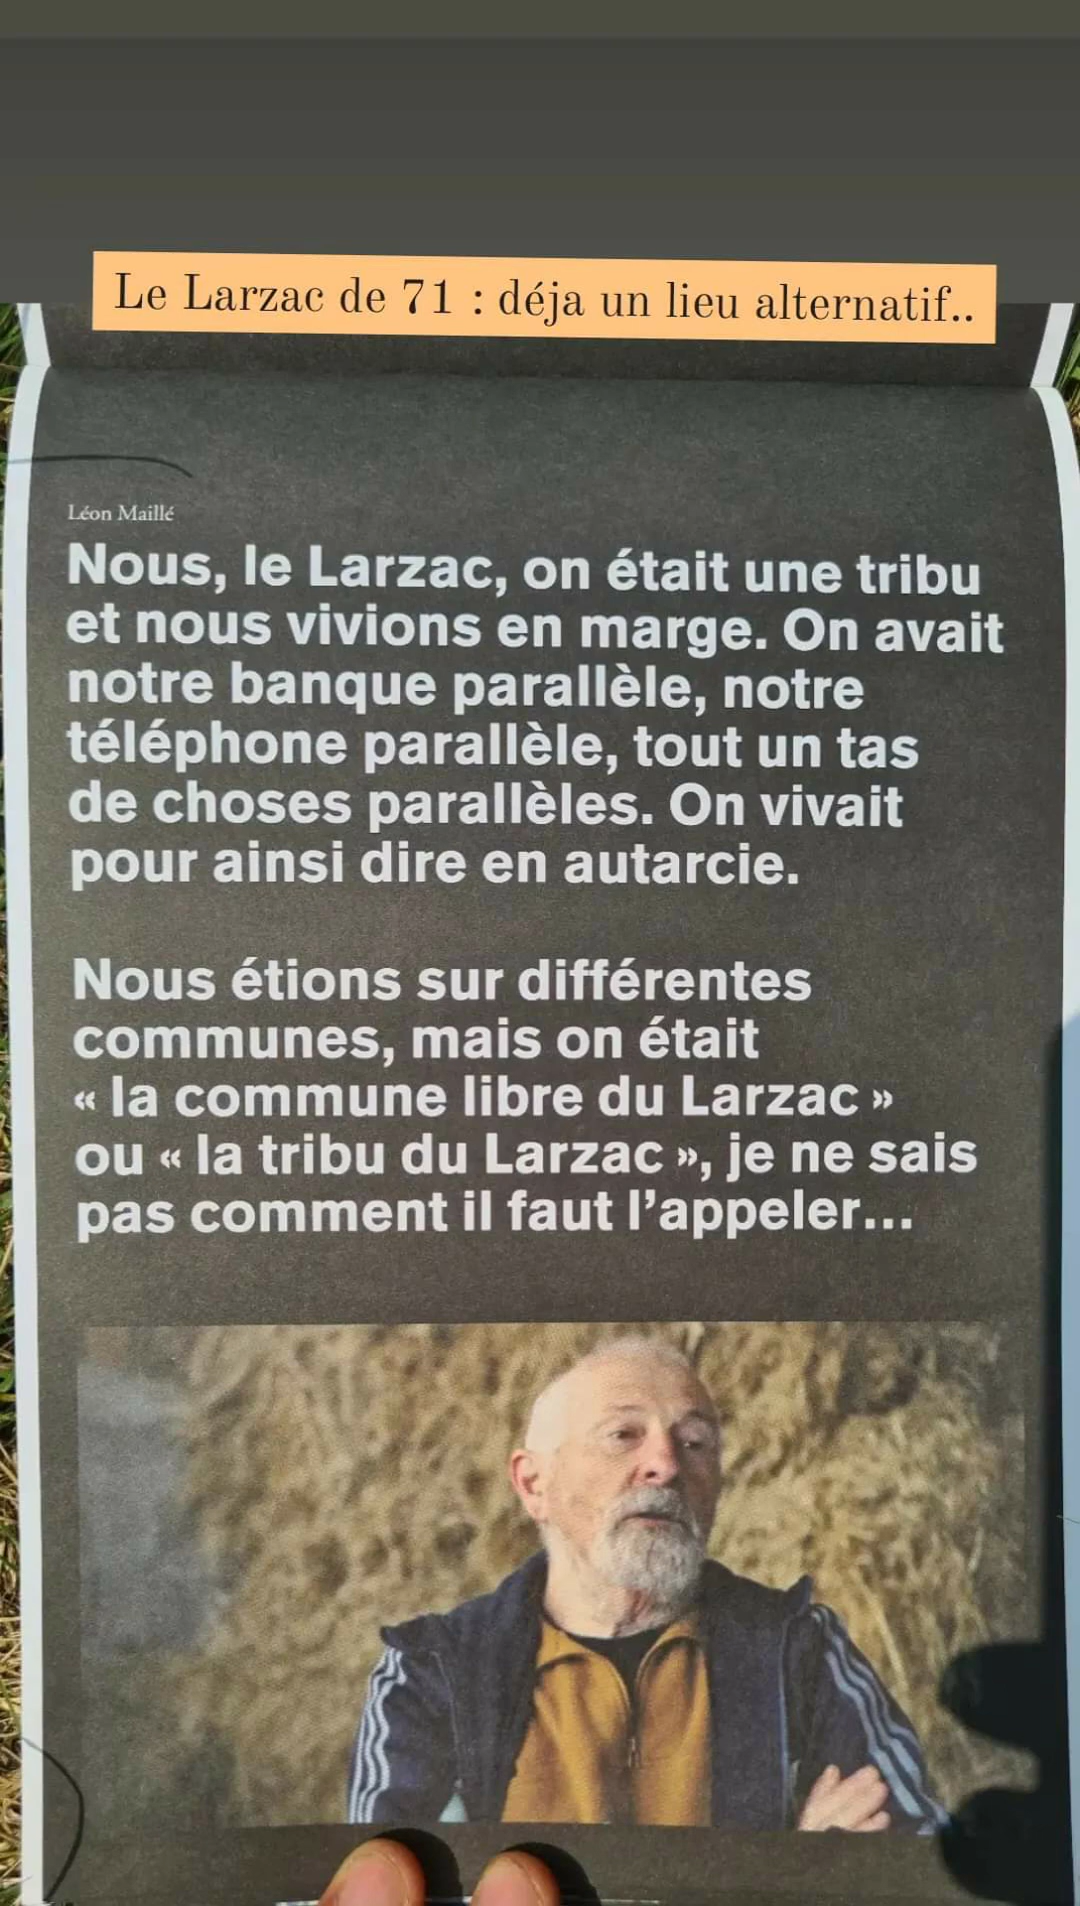 Le Larzac de 71 : déja un lieu alternatif..
Léon Maillé
Nous, le Larzac, on était une tribu
et nous vivions en marge. On avait
notre banque parallèle, notre
téléphone parallèle, tout un tas
de choses parallèles. On vivait
pour ainsi dire en autarcie.
Nous étions sur différentes
communes, mais on était
« la commune libre du Larzac »
ou « la tribu du Larzac », je ne sais
pas comment il faut l'appeler...